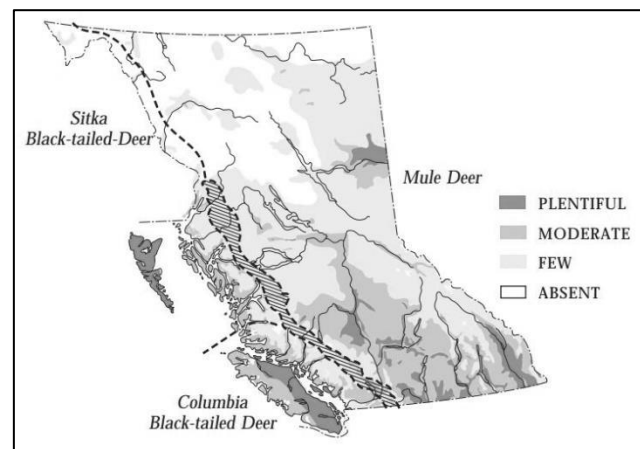 Sitka
Black-tailed-Deer
Mule Deer
PLENTIFUL
MODERATE
FEW
ABSENT
Columbia
Black-tailed Deer